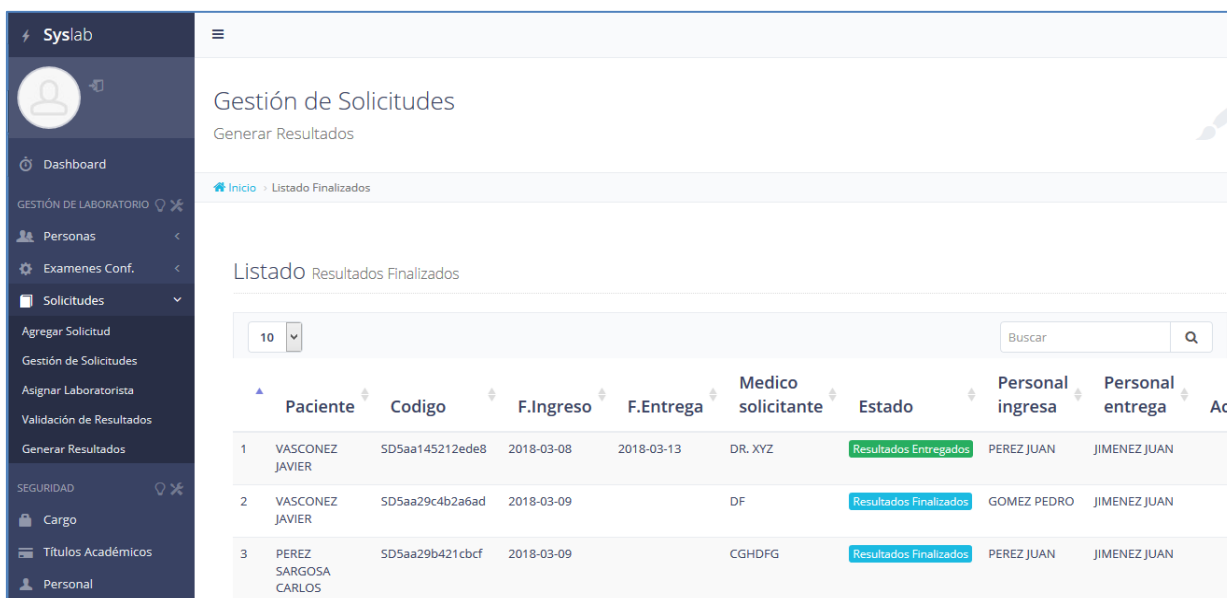 Syslab
Gestión de Solicitudes
Generar Resultados
Inicio > Listado Finalizados
Dashboard
GESTIÓN DE LABORATORIO
Personas
Examenes Conf.
Solicitudes
Agregar Solicitud
Gestión de Solicitudes
Asignar Laboratorista
Validación de Resultados
Generar Resultados
SEGURIDAD
Cargo
Títulos Académicos
Personal
Listado Resultados Finalizados
10
Buscar
Paciente Codigo F.Ingreso F.Entrega Medico solicitante Estado Personal ingresa Personal entrega Ac
1 VASCONEZ JAVIER SD5aa145212ede8 2018-03-08 2018-03-13 DR. XYZ Resultados Entregados PEREZ JUAN JIMENEZ JUAN
2 VASCONEZ JAVIER SD5aa29c4b2a6ad 2018-03-09 DF Resultados Finalizados GOMEZ PEDRO JIMENEZ JUAN
3 PEREZ SARGOSA CARLOS SD5aa29b421cbcf 2018-03-09 CGHDFG Resultados Finalizados PEREZ JUAN JIMENEZ JUAN